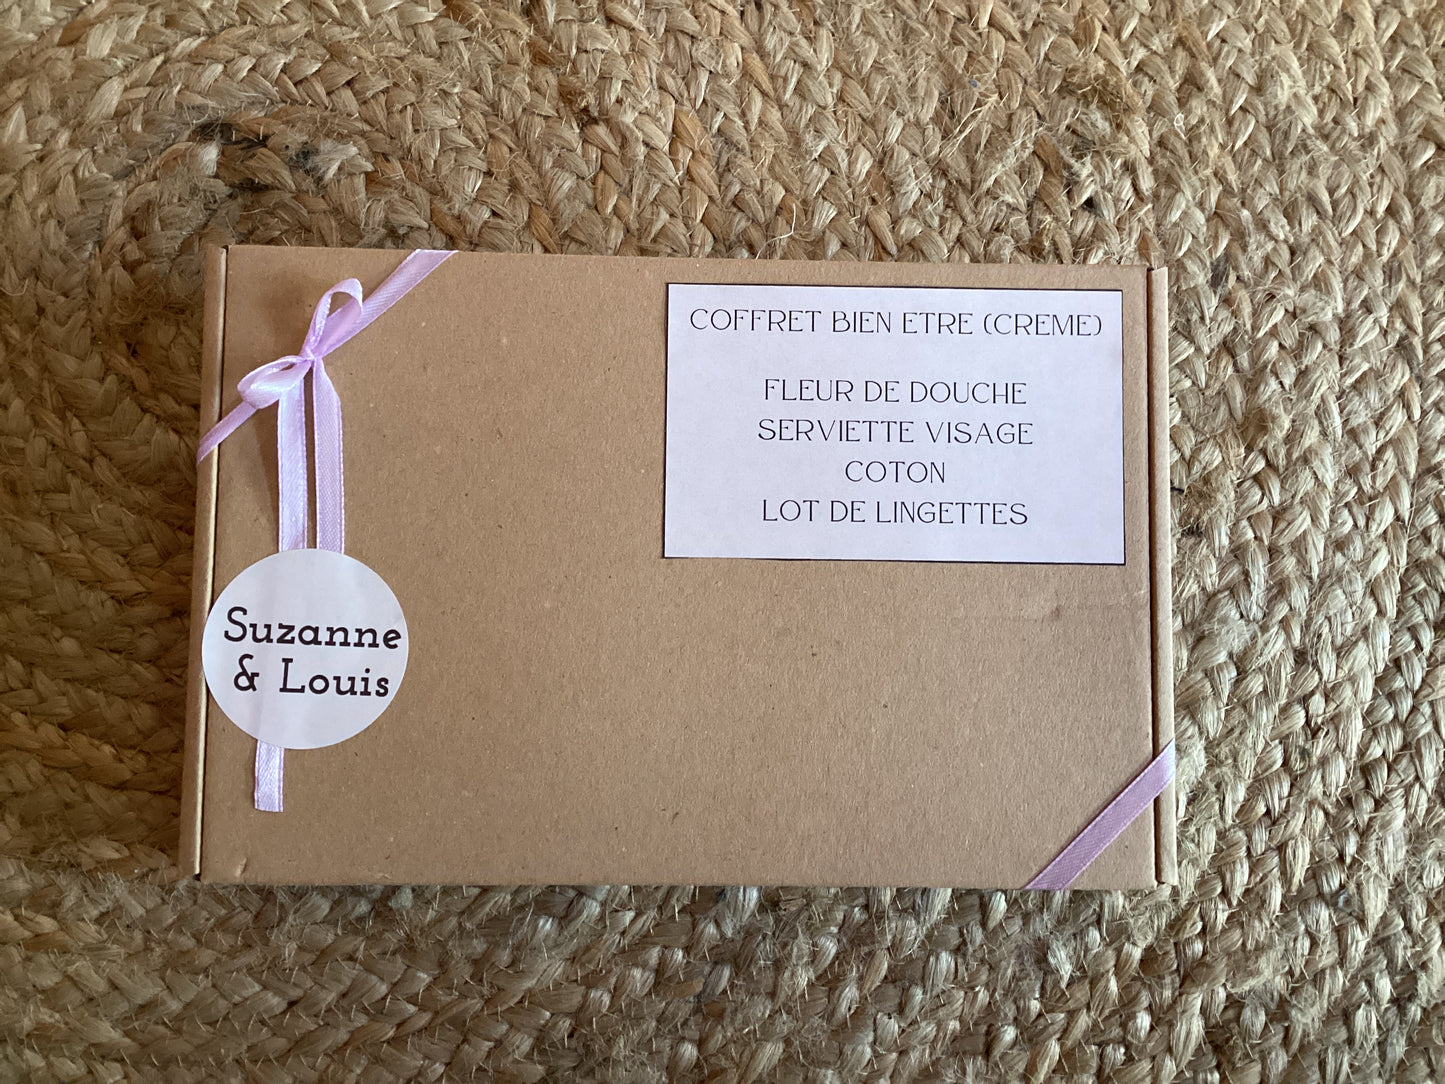 COFFRET BIEN ETRE (CREME)
FLEUR DE DOUCHE
SERVIETTE VISAGE
COTON
LOT DE LINGETTES
Suzanne
& Louis